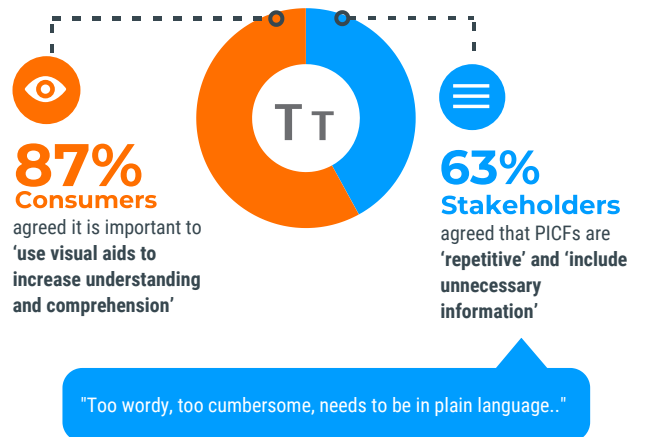 T T
87%
Consumers
agreed it is important to
‘use visual aids to
increase understanding
and comprehension’
63%
Stakeholders
agreed that PICFs are
‘repetitive’ and ‘include
unnecessary
information’
"Too wordy, too cumbersome, needs to be in plain language.."